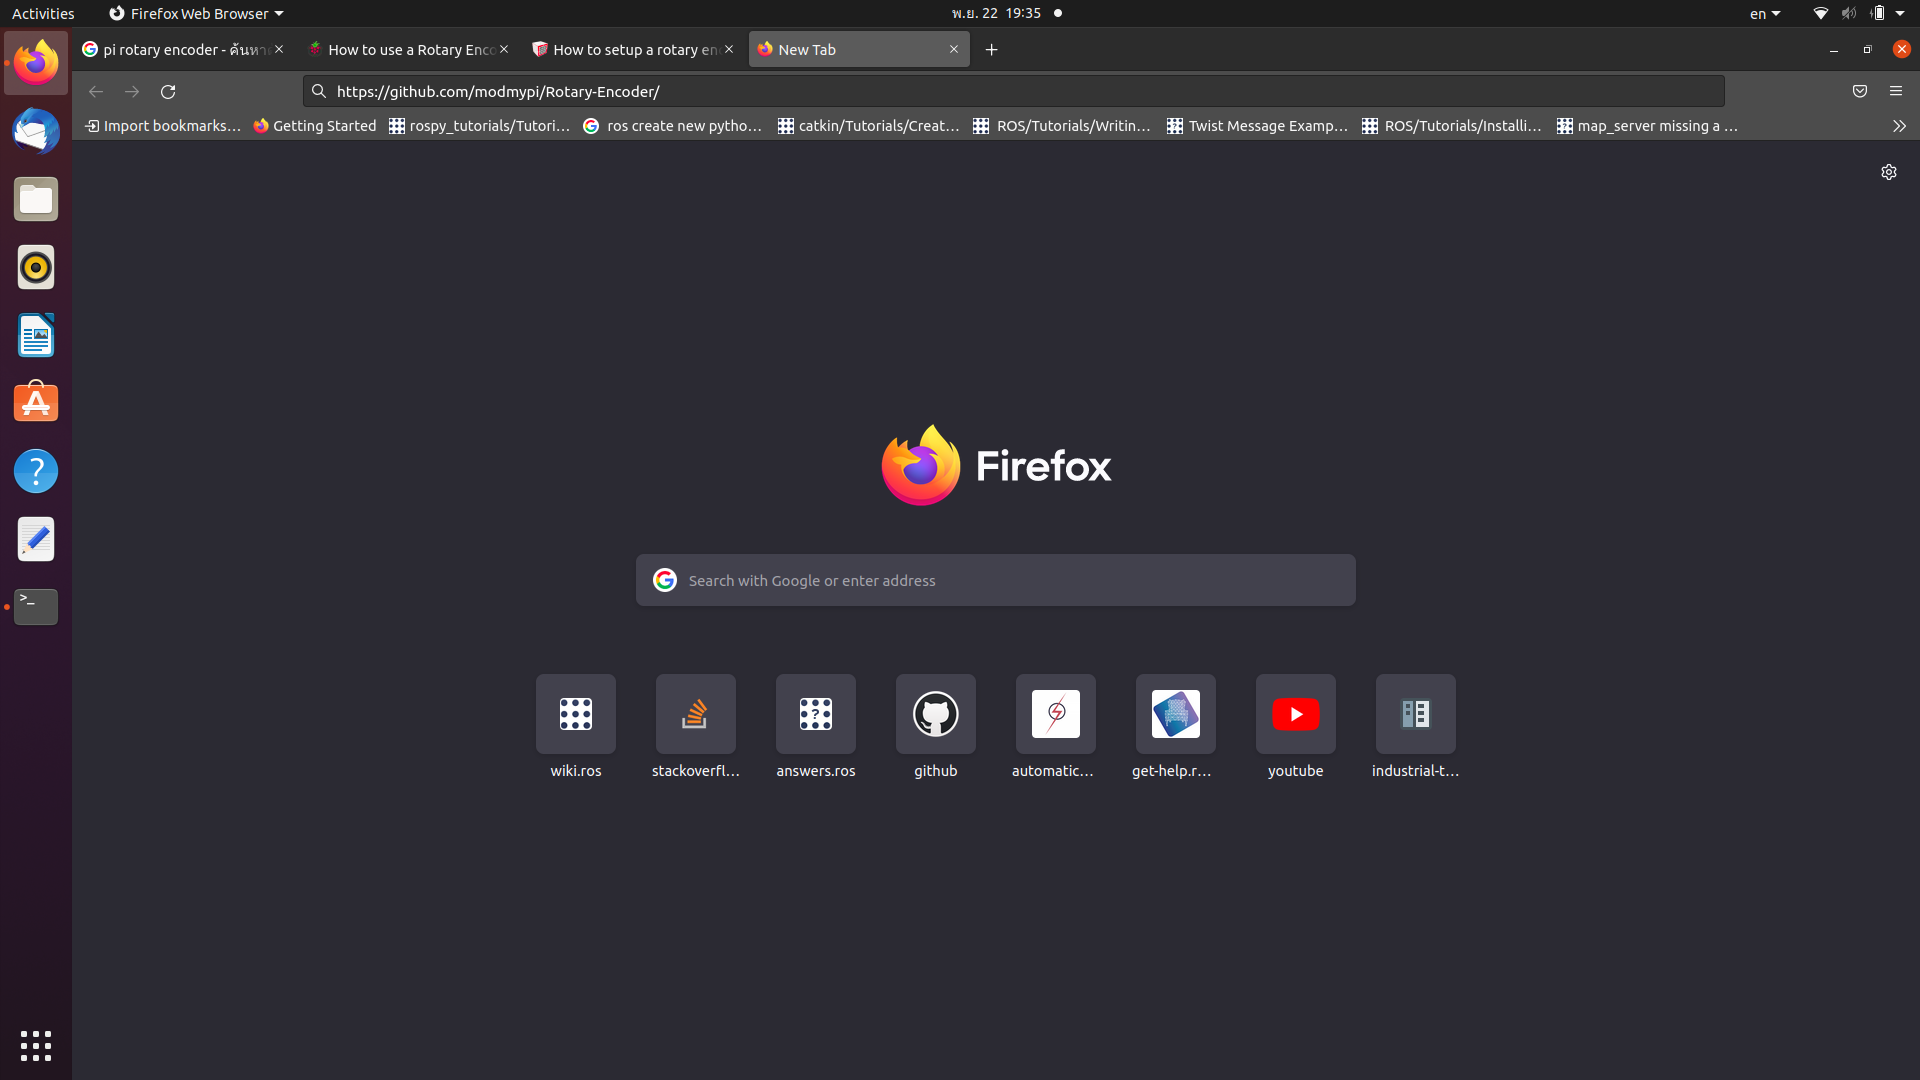 Activities
Firefox Web Browser
พ.ย. 22 19:35
en
pi rotary encoder - ค้นหา
How to use a Rotary Enco
How to setup a rotary en
New Tab
https://github.com/modmypi/Rotary-Encoder/
Import bookmarks…
Getting Started
rospy_tutorials/Tutori…
ros create new pytho…
catkin/Tutorials/Creat…
ROS/Tutorials/Writin…
Twist Message Examp…
ROS/Tutorials/Installi…
map_server missing a …
Firefox
Search with Google or enter address
wiki.ros
stackoverfl…
answers.ros
github
automatic…
get-help.r…
youtube
industrial-t…